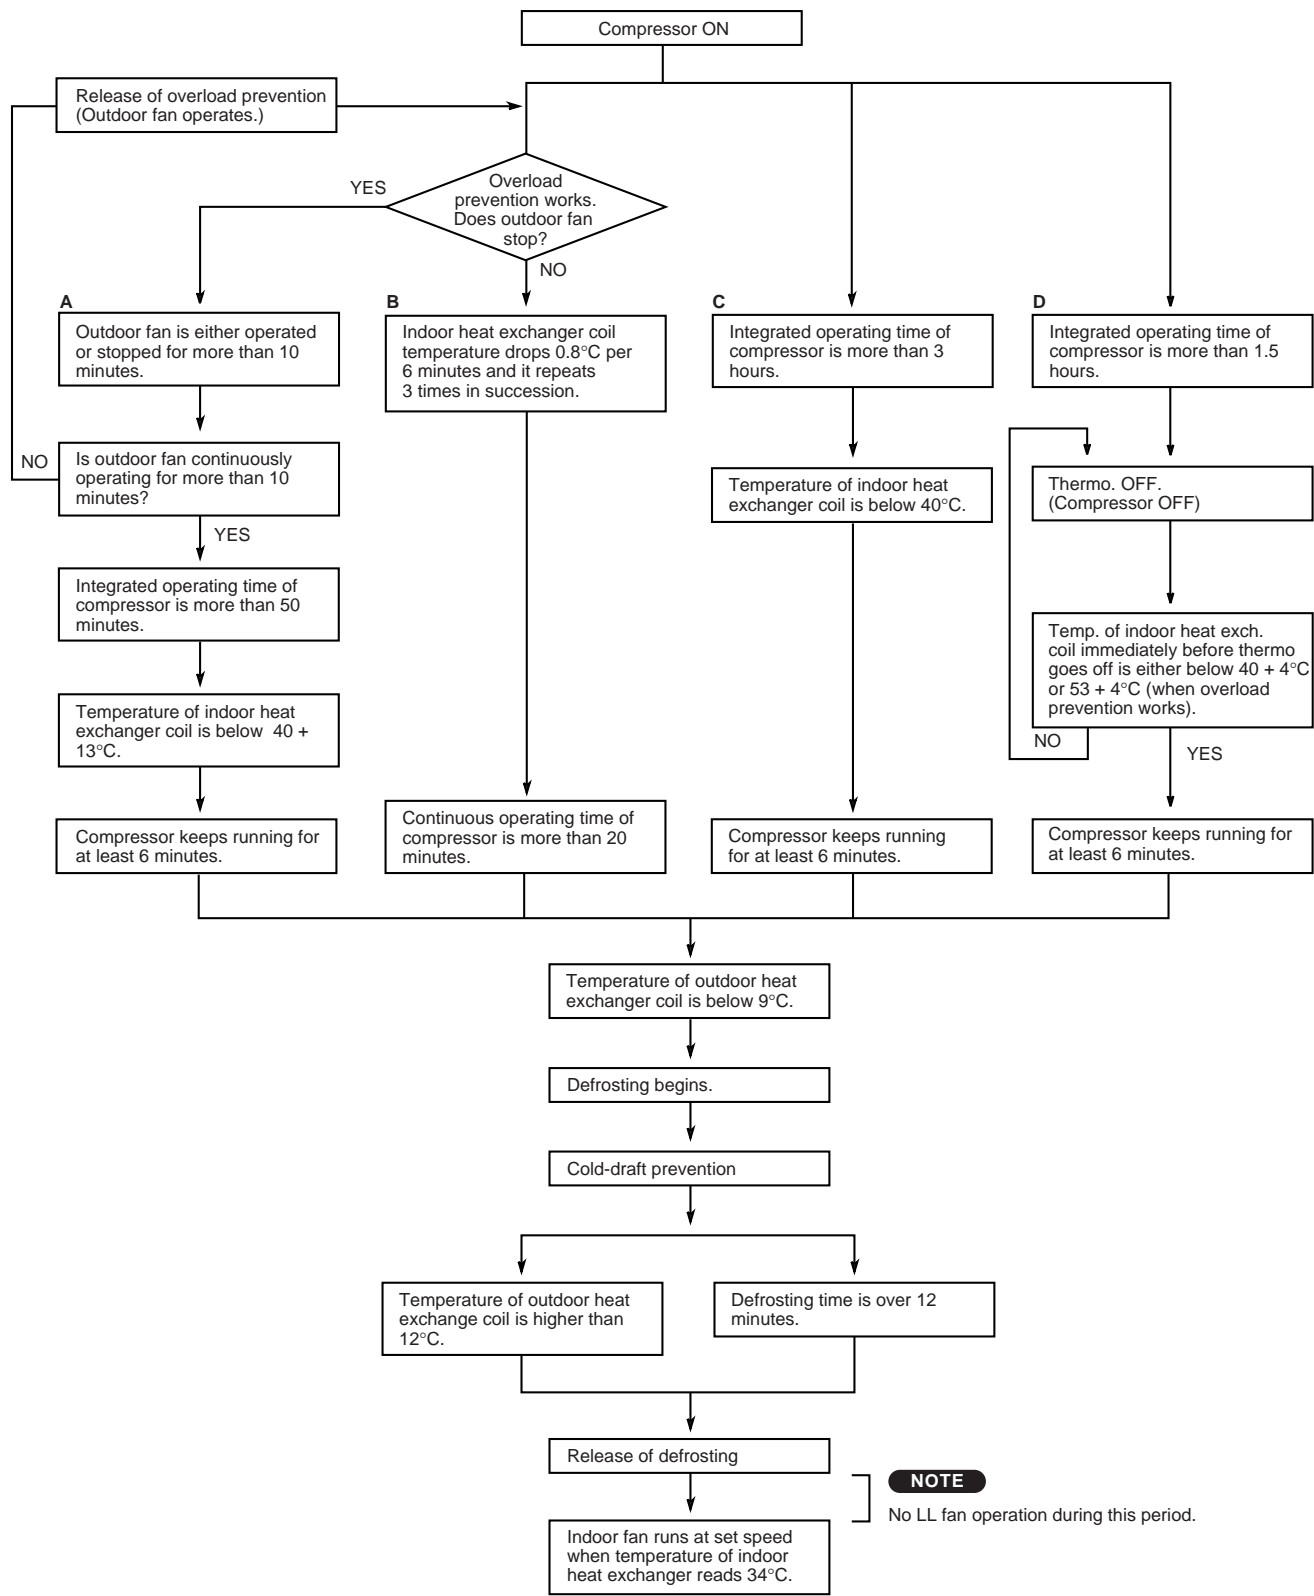 Compressor ON
Release of overload prevention
(Outdoor fan operates.)
YES
Overload
prevention works.
Does outdoor fan
stop?
NO
A
Outdoor fan is either operated
or stopped for more than 10
minutes.
NO
Is outdoor fan continuously
operating for more than 10
minutes?
YES
Integrated operating time of
compressor is more than 50
minutes.
Temperature of indoor heat
exchanger coil is below 40 +
13°C.
Compressor keeps running for
at least 6 minutes.
B
Indoor heat exchanger coil
temperature drops 0.8°C per
6 minutes and it repeats
3 times in succession.
Continuous operating time of
compressor is more than 20
minutes.
C
Integrated operating time of
compressor is more than 3
hours.
Temperature of indoor heat
exchanger coil is below 40°C.
Compressor keeps running
for at least 6 minutes.
D
Integrated operating time of
compressor is more than 1.5
hours.
Thermo. OFF.
(Compressor OFF)
Temp. of indoor heat exch.
coil immediately before thermo
goes off is either below 40 + 4°C
or 53 + 4°C (when overload
prevention works).
NO
YES
Compressor keeps running for
at least 6 minutes.
Temperature of outdoor heat
exchanger coil is below 9°C.
Defrosting begins.
Cold-draft prevention
Temperature of outdoor heat
exchange coil is higher than
12°C.
Defrosting time is over 12
minutes.
Release of defrosting
NOTE
No LL fan operation during this period.
Indoor fan runs at set speed
when temperature of indoor
heat exchanger reads 34°C.